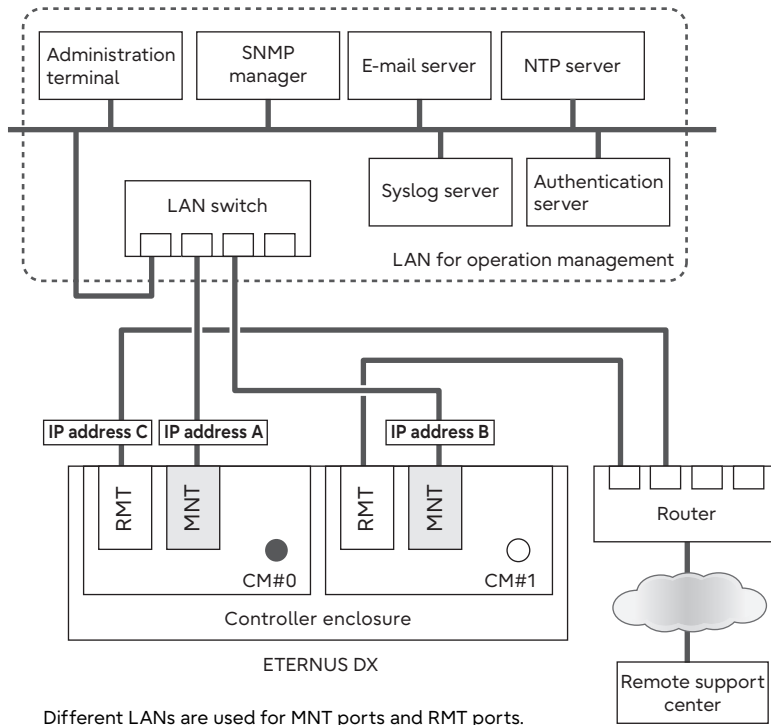 Administration
terminal
SNMP
manager
E-mail server
NTP server
Syslog server
Authentication
server
LAN switch
LAN for operation management
IP address C
IP address A
IP address B
RMT
MNT
RMT
MNT
CM#0
CM#1
Controller enclosure
ETERNUS DX
Router
Remote support
center
Different LANs are used for MNT ports and RMT ports.